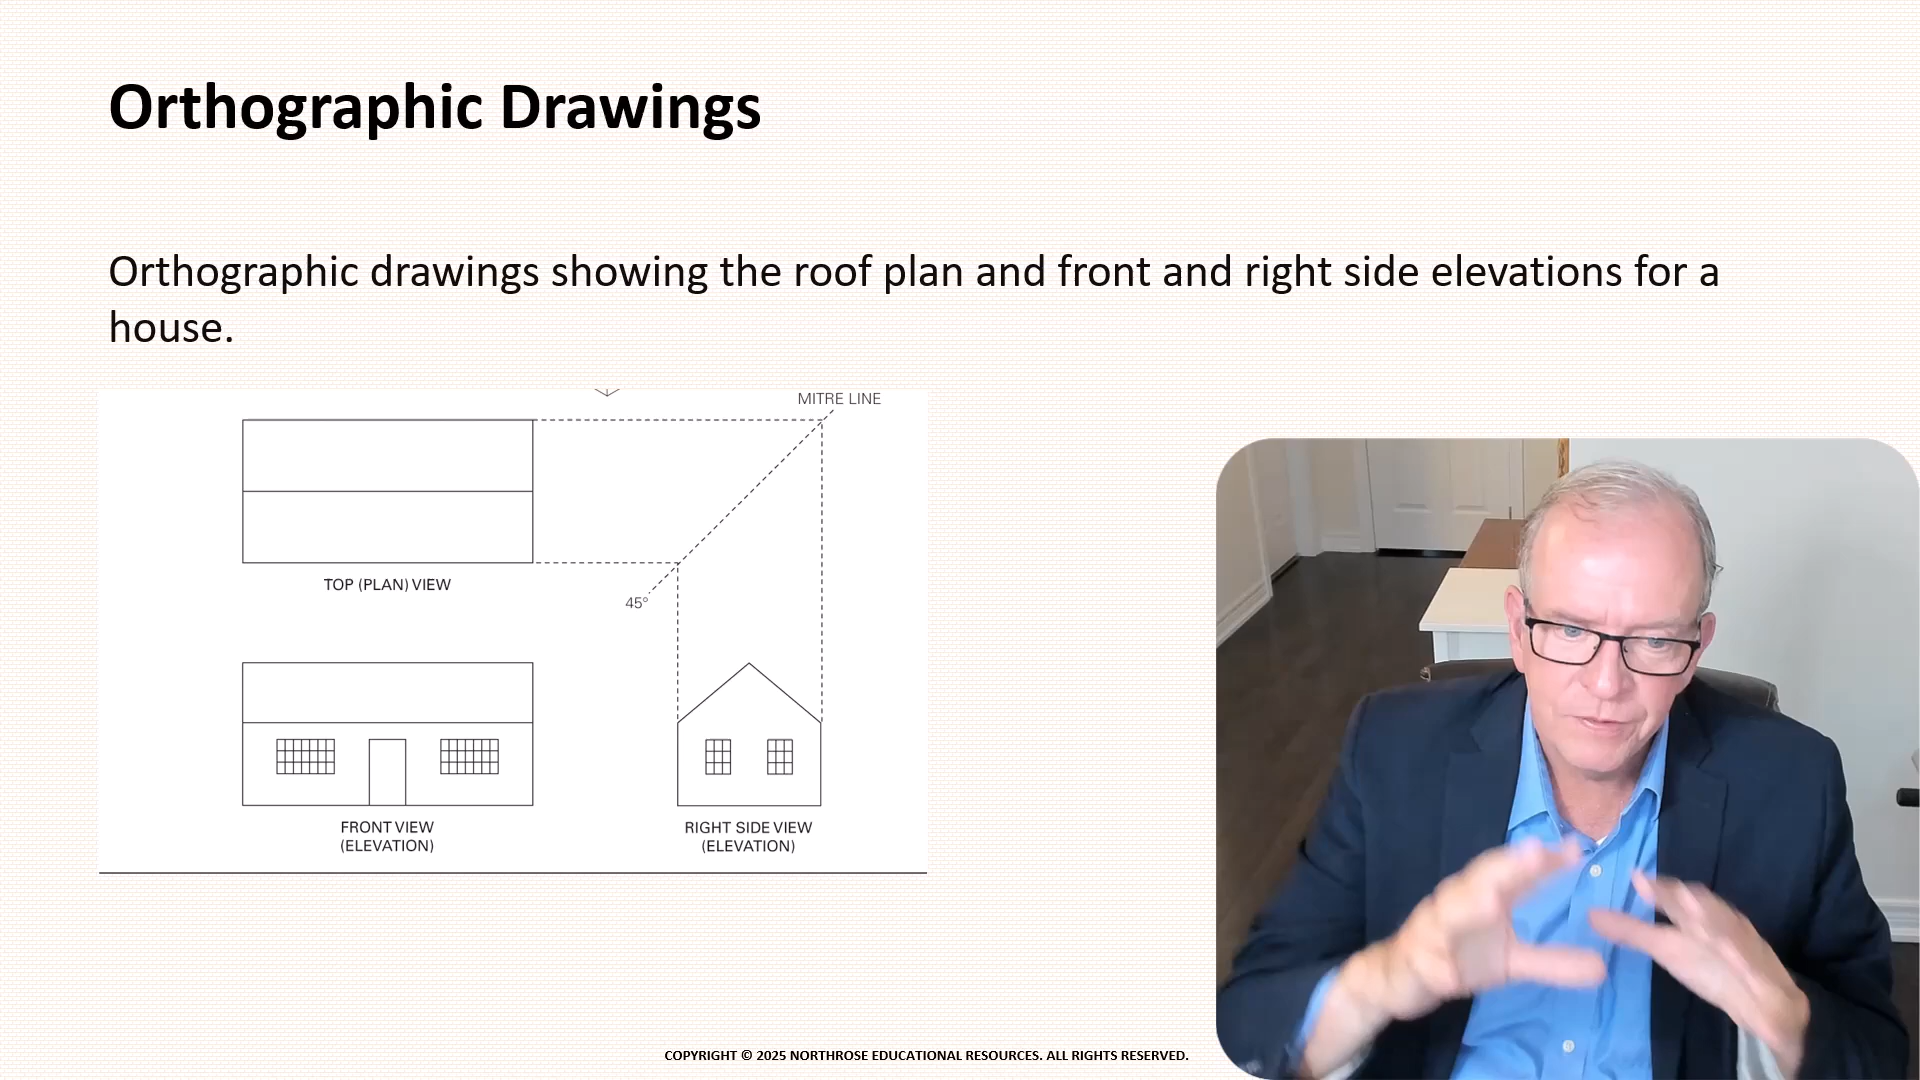 Orthographic Drawings
Orthographic drawings showing the roof plan and front and right side elevations for a
house.
MITRE LINE
TOP (PLAN) VIEW
45°
FRONT VIEW
(ELEVATION)
RIGHT SIDE VIEW
(ELEVATION)
COPYRIGHT © 2025 NORTHROSE EDUCATIONAL RESOURCES. ALL RIGHTS RESERVED.